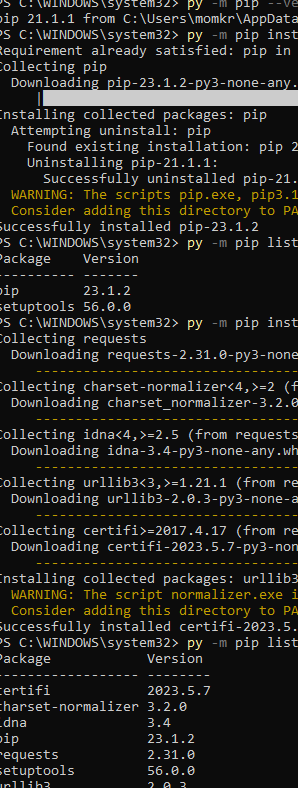 PS C:\WINDOWS\system32> py -m pip --ve
pip 21.1.1 from C:\Users\momkr\AppData
PS C:\WINDOWS\system32> py -m pip inst
Requirement already satisfied: pip in
Collecting pip
Downloading pip-23.1.2-py3-none-any.
|
Installing collected packages: pip
Attempting uninstall: pip
Found existing installation: pip 2
Uninstalling pip-21.1.1:
Successfully uninstalled pip-21.
WARNING: The scripts pip.exe, pip3.1
Consider adding this directory to PA
Successfully installed pip-23.1.2
PS C:\WINDOWS\system32> py -m pip list
Package    Version
---------- -------
pip        23.1.2
setuptools 56.0.0
PS C:\WINDOWS\system32> py -m pip inst
Collecting requests
Downloading requests-2.31.0-py3-none
---------------------------------
Collecting charset-normalizer<4,>=2 (f
Downloading charset_normalizer-3.2.0
---------------------------------
Collecting idna<4,>=2.5 (from requests
Downloading idna-3.4-py3-none-any.wh
---------------------------------
Collecting urllib3<3,>=1.21.1 (from re
Downloading urllib3-2.0.3-py3-none-a
---------------------------------
Collecting certifi>=2017.4.17 (from re
Downloading certifi-2023.5.7-py3-non
---------------------------------
Installing collected packages: urllib3
WARNING: The script normalizer.exe i
Consider adding this directory to PA
Successfully installed certifi-2023.5.
PS C:\WINDOWS\system32> py -m pip list
Package            Version
------------------ --------
certifi            2023.5.7
charset-normalizer 3.2.0
idna               3.4
pip                23.1.2
requests           2.31.0
setuptools         56.0.0
urllib3            2.0.3